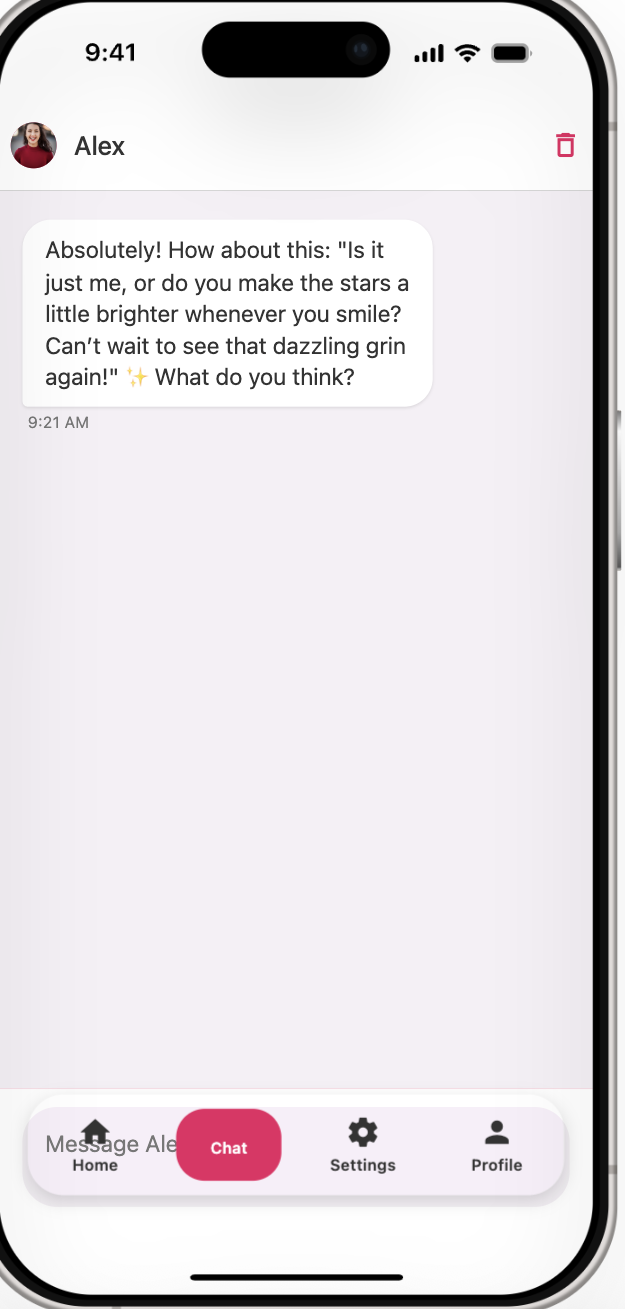 9:41
Alex
Absolutely! How about this: "Is it
just me, or do you make the stars a
little brighter whenever you smile?
Can’t wait to see that dazzling grin
again!" ✨ What do you think?
9:21 AM
Message Ale
Home
Chat
Settings
Profile